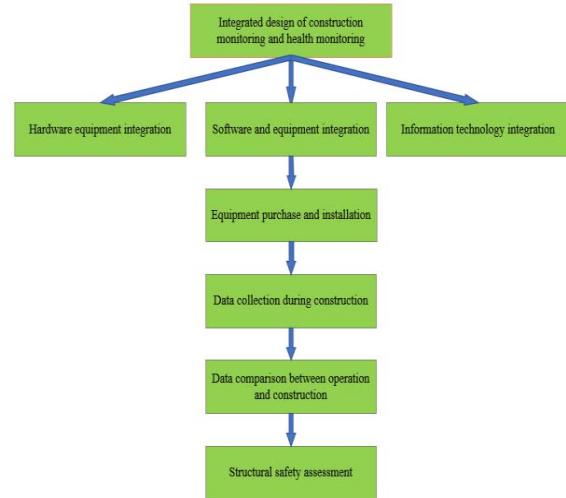 Integrated design of construction
monitoring and health monitoring
Hardware equipment integration
Software and equipment integration
Information technology integration
Equipment purchase and installation
Data collection during construction
Data comparison between operation
and construction
Structural safety assessment